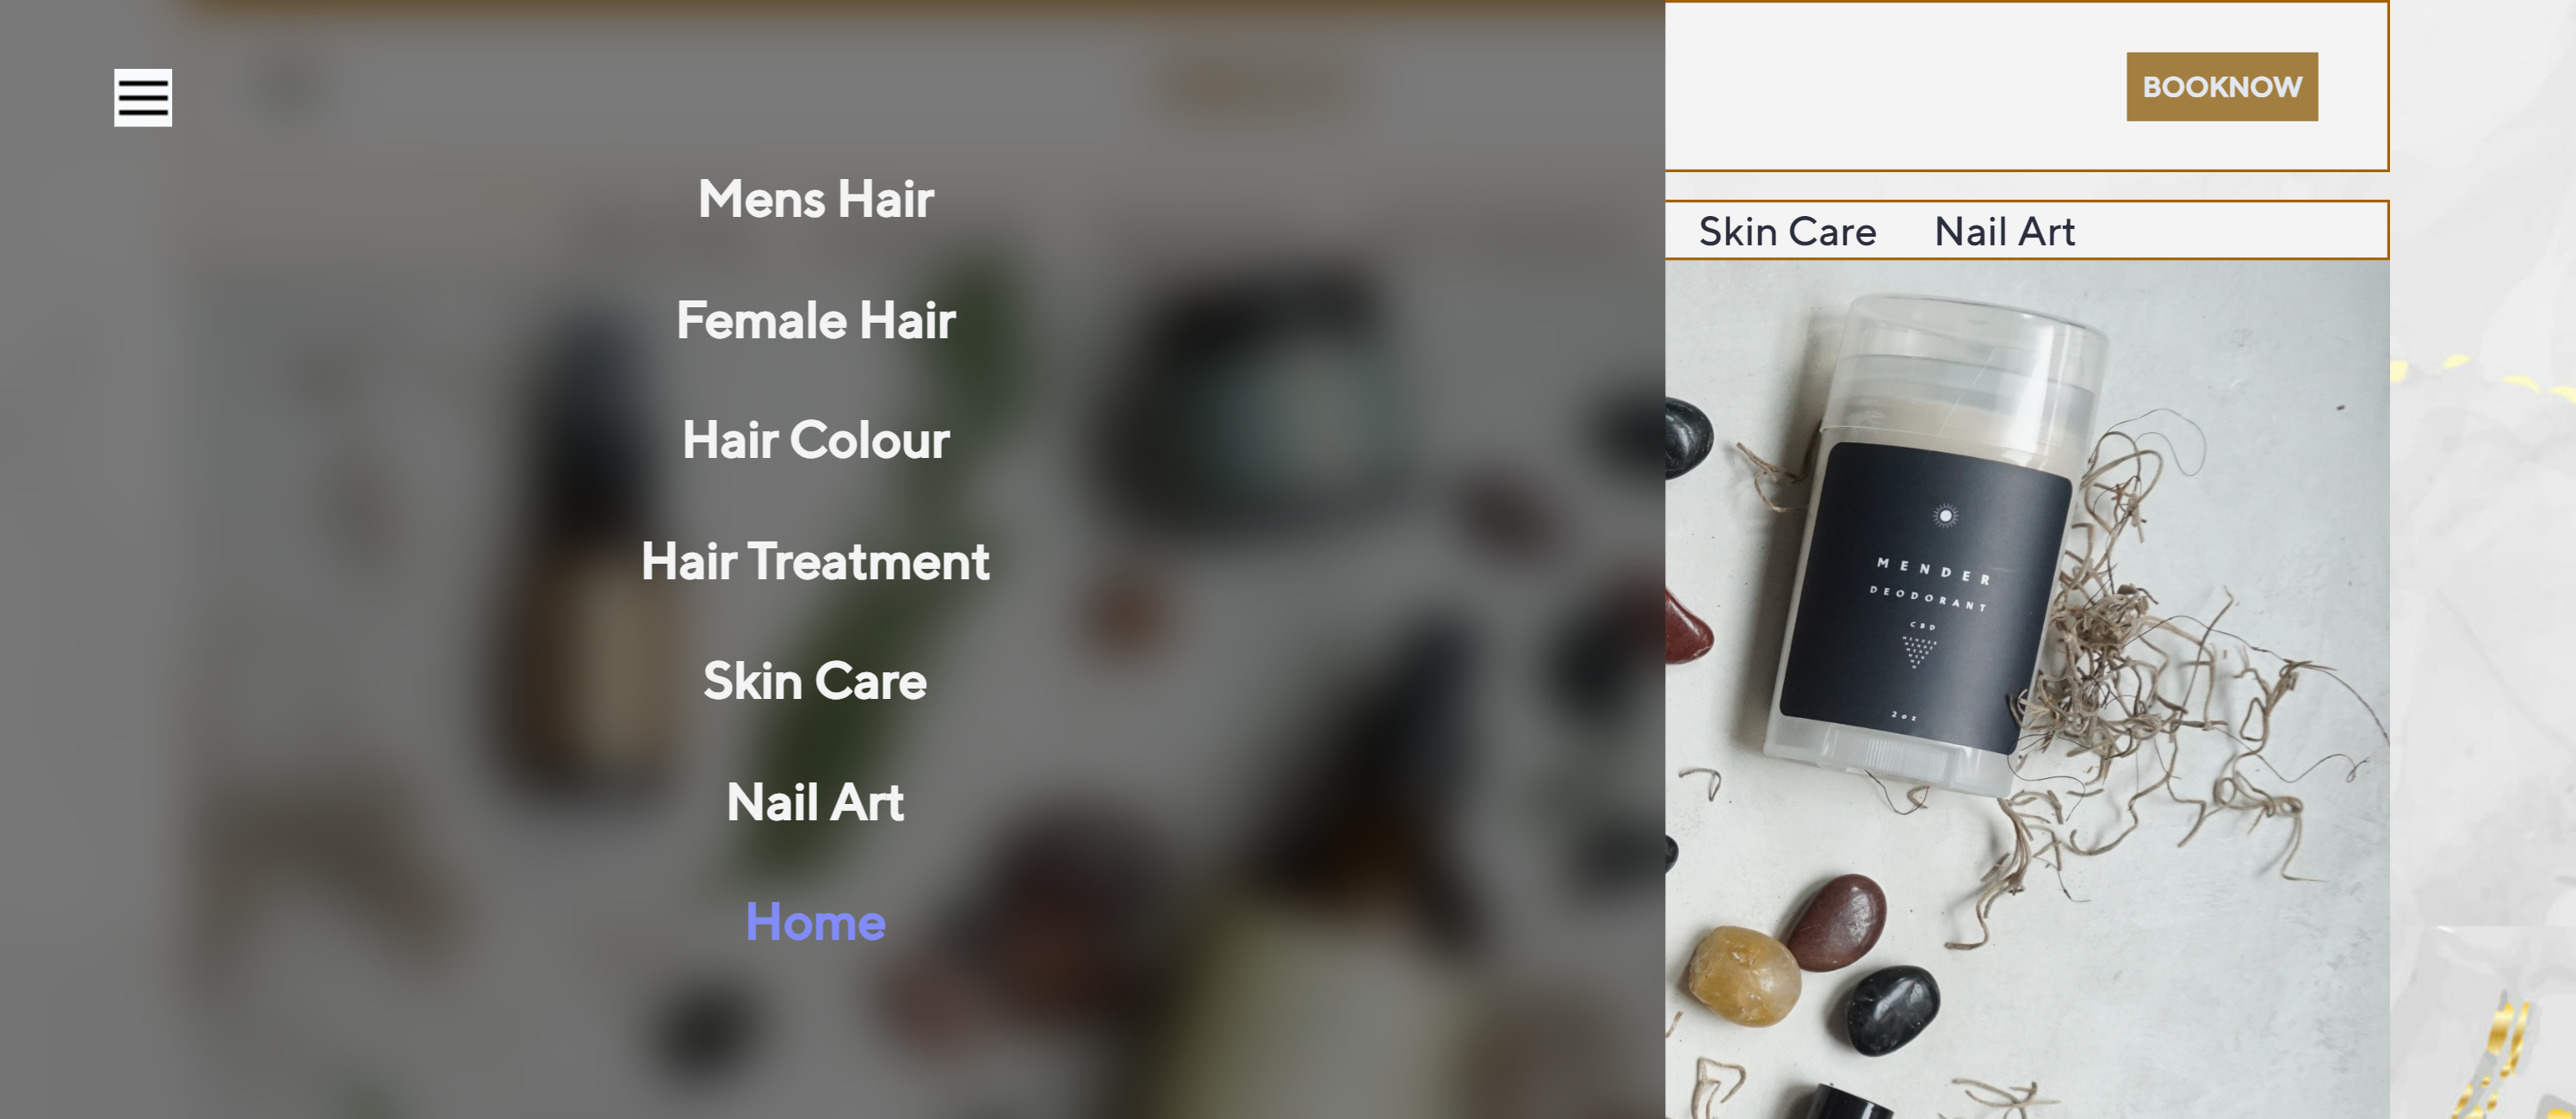 BOOKNOW
Skin Care Nail Art
Mens Hair
Female Hair
Hair Colour
Hair Treatment
Skin Care
Nail Art
Home
MENDER
DEODORANT
CBD
2oz